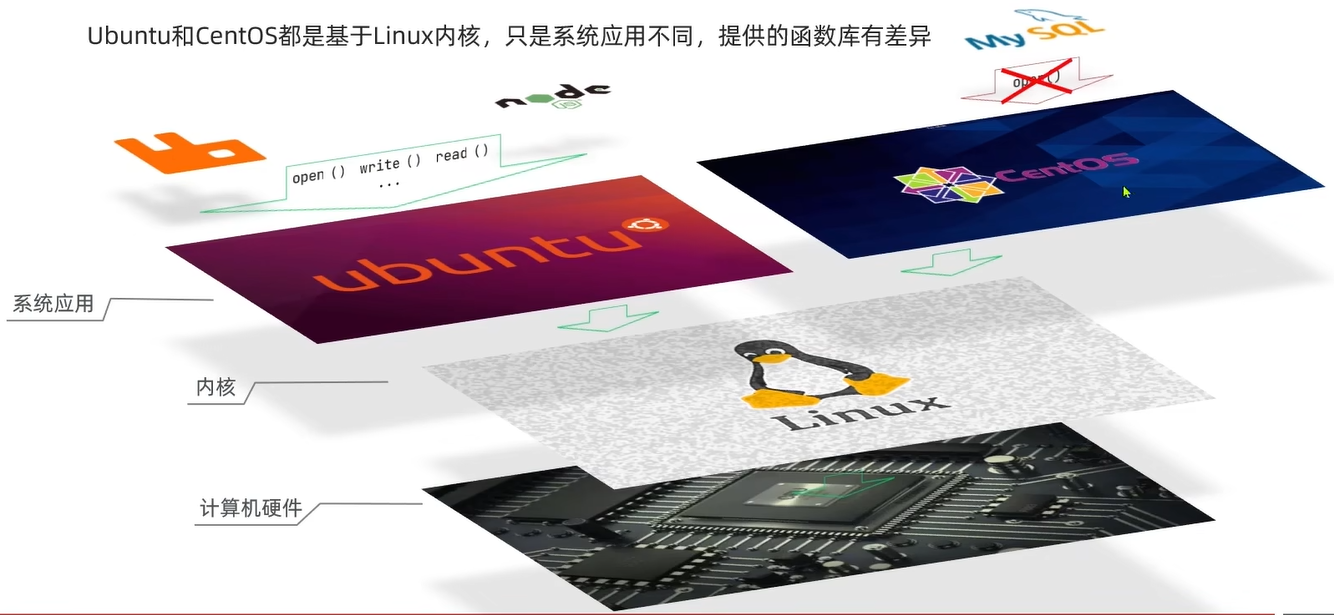 Ubuntu和CentOS都是基于Linux内核，只是系统应用不同，提供的函数库有差异
MySQL
open()
node
JS
open () write () read ()
...
CentOS
ubuntu
系统应用
内核
Linux
计算机硬件